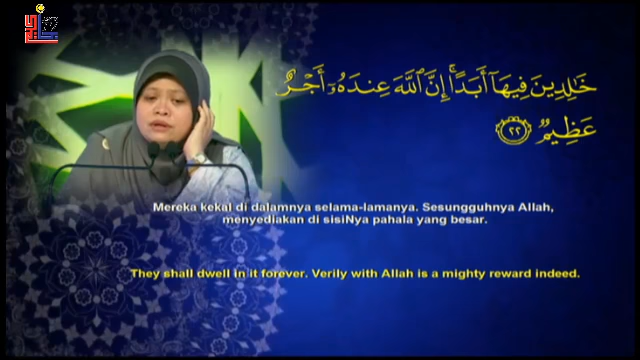 خَٰلِدِينَ فِيهَآ أَبَدًا ۚ إِنَّ ٱللَّهَ عِندَهُۥٓ أَجْرٌ
عَظِيمٌ ۝٢٢
Mereka kekal di dalamnya selama-lamanya. Sesungguhnya Allah,
menyediakan di sisiNya pahala yang besar.
They shall dwell in it forever. Verily with Allah is a mighty reward indeed.